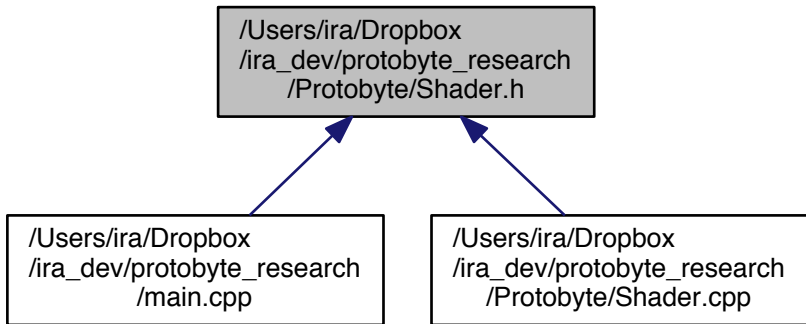 /Users/ira/Dropbox
/ira_dev/protobyte_research
/Protobyte/Shader.h
/Users/ira/Dropbox
/ira_dev/protobyte_research
/main.cpp
/Users/ira/Dropbox
/ira_dev/protobyte_research
/Protobyte/Shader.cpp